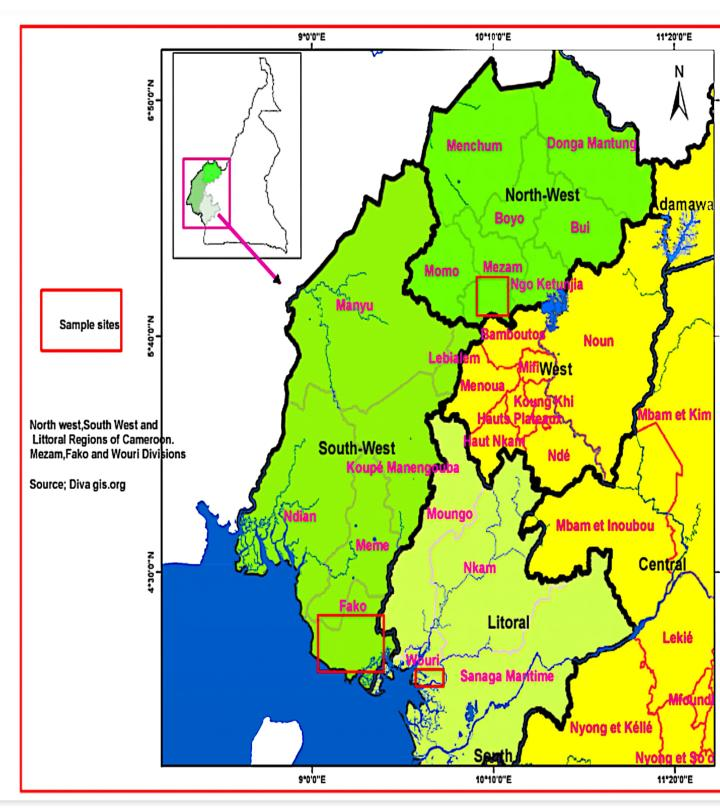 9°0'0"E 10°10'0"E 11°20'0"E
N
6°50'0"N
Menchum
Donga Mantung
North-West
Adamawa
Boyo
Bui
Momo
Mezam
Ngo Ketunjia
Manyu
Sample sites
5°40'0"N
Bamboutos
Noun
Lebialem
Mifi
West
Menoua
Koung Khi
Hauts Plateaux
Mbam et Kim
North west,South West and
Littoral Regions of Cameroon.
Mezam,Fako and Wouri Divisions
Haut Nkam
South-West
Ndé
Koupé Manengouba
Source; Diva gis.org
Ndian
Moungo
Mbam et Inoubou
Meme
Nkam
Central
4°30'0"N
Fako
Litoral
Lekié
Wouri
Sanaga Maritime
Mfoundi
Nyong et Kéllé
South
Nyong et So'o
9°0'0"E 10°10'0"E 11°20'0"E